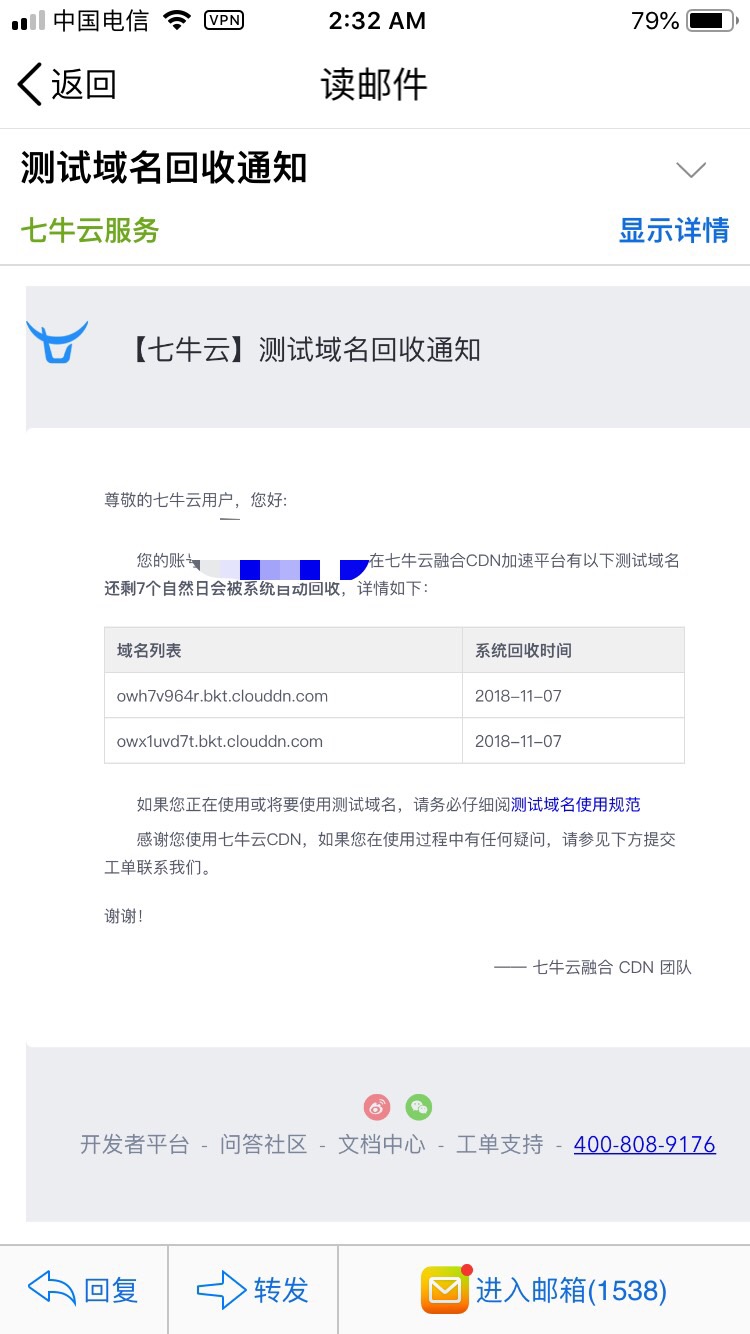 中国电信 VPN 2:32 AM 79%
返回 读邮件
测试域名回收通知
七牛云服务 显示详情
【七牛云】测试域名回收通知
尊敬的七牛云用户，您好:
您的账 在七牛云融合CDN加速平台有以下测试域名
还剩7个自然日会被系统自动回收，详情如下:
域名列表 系统回收时间
owh7v964r.bkt.clouddn.com 2018-11-07
owx1uvd7t.bkt.clouddn.com 2018-11-07
如果您正在使用或将要使用测试域名，请务必仔细阅测试域名使用规范
感谢您使用七牛云CDN，如果您在使用过程中有任何疑问，请参见下方提交
工单联系我们。
谢谢!
—— 七牛云融合 CDN 团队
开发者平台 - 问答社区 - 文档中心 - 工单支持 - 400-808-9176
回复 转发 进入邮箱(1538)